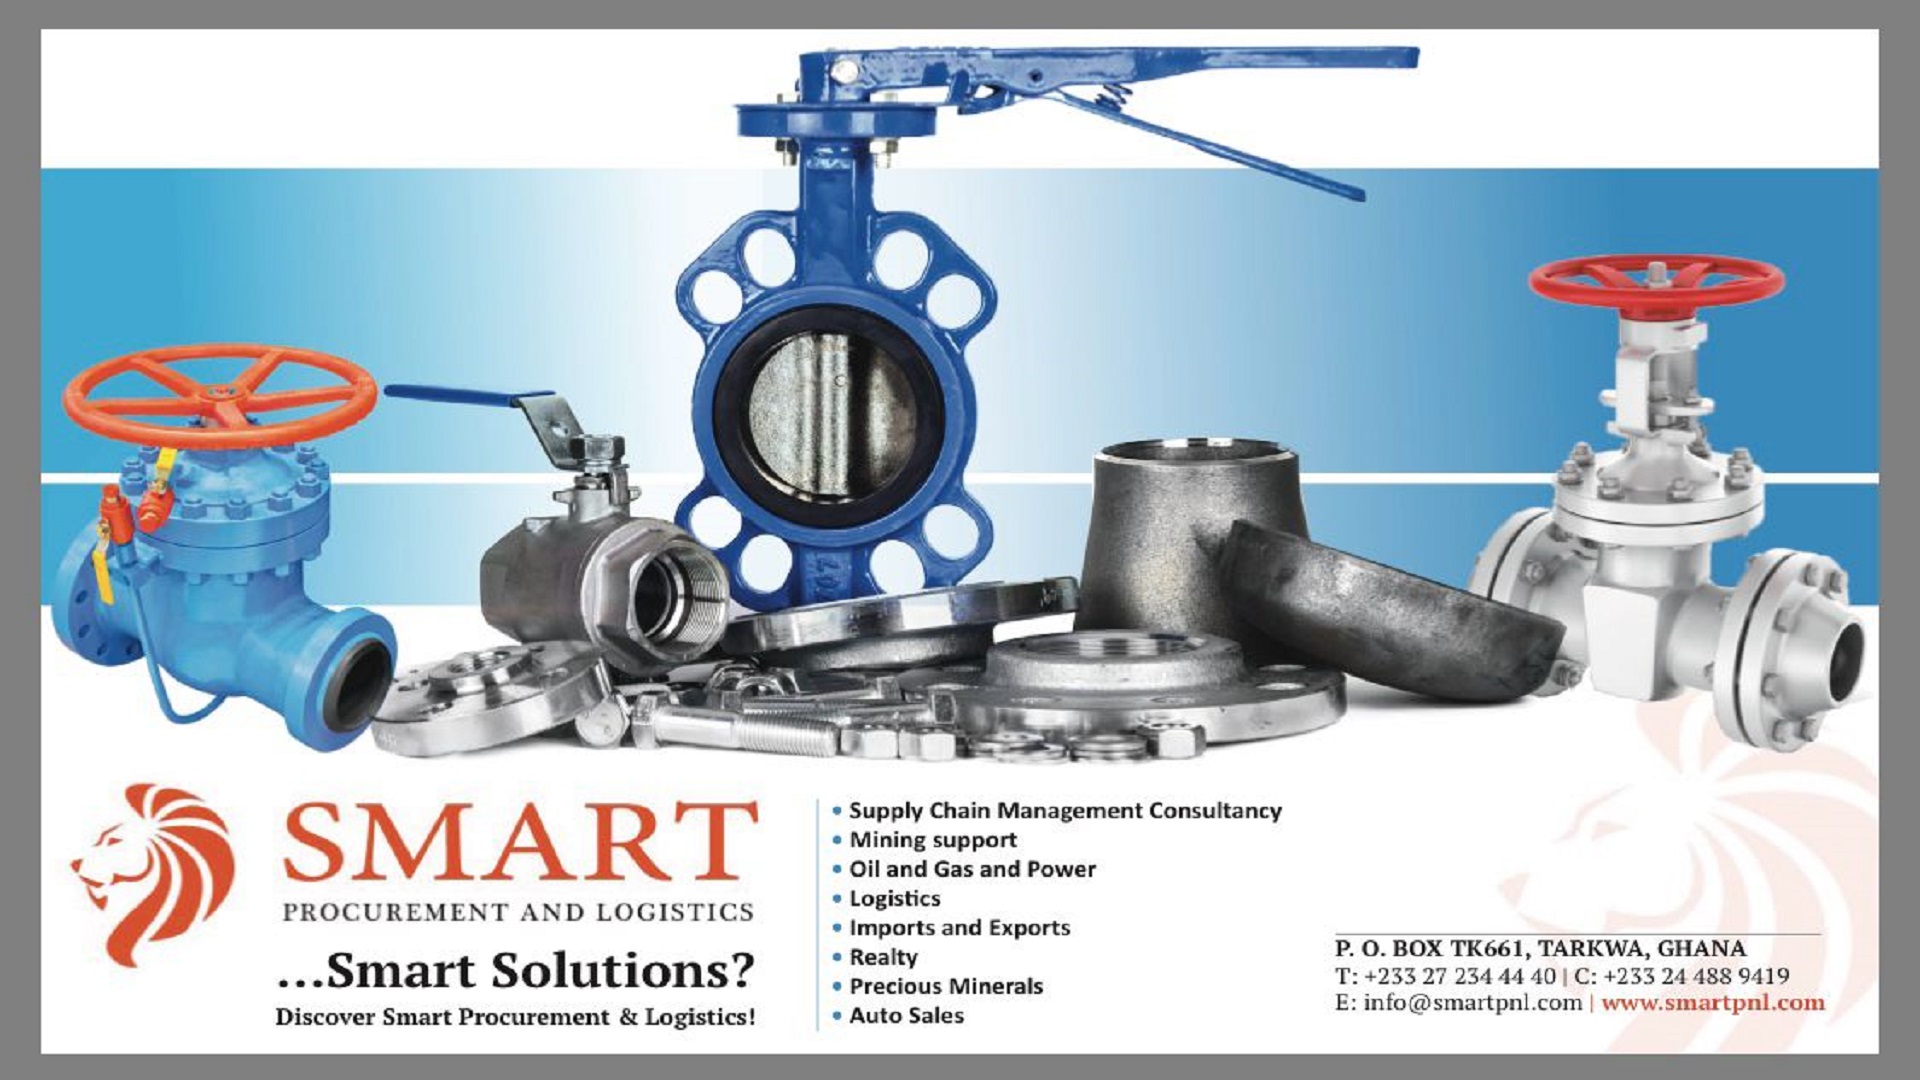 SMART
PROCUREMENT AND LOGISTICS
...Smart Solutions?
Discover Smart Procurement & Logistics!
• Supply Chain Management Consultancy
• Mining support
• Oil and Gas and Power
• Logistics
• Imports and Exports
• Realty
• Precious Minerals
• Auto Sales
P. O. BOX TK661, TARKWA, GHANA
T: +233 27 234 44 40 | C: +233 24 488 9419
E: info@smartpnl.com | www.smartpnl.com